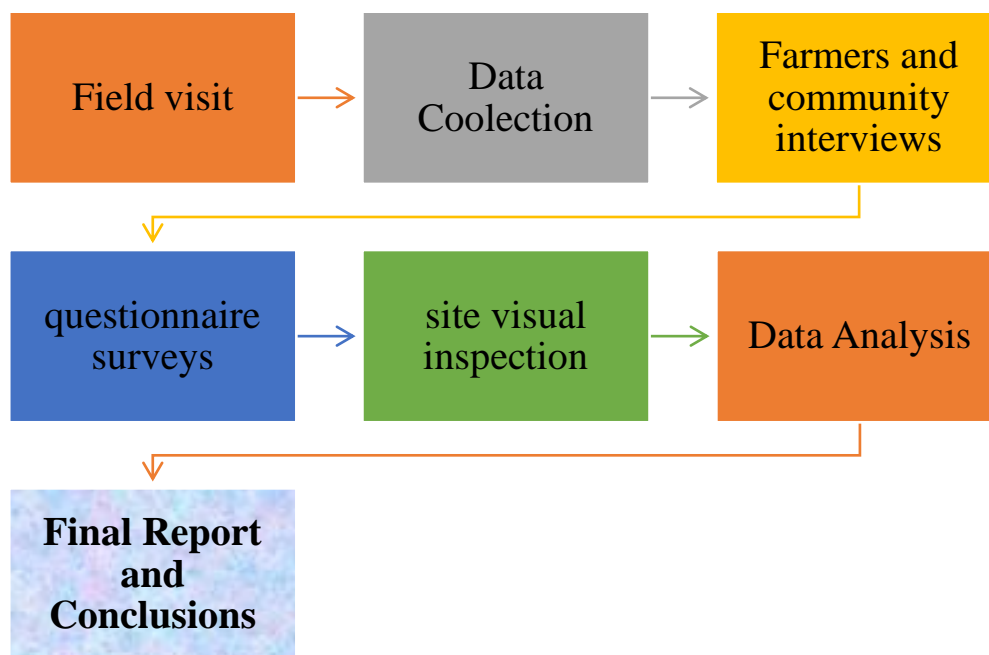 Field visit
Data
Coolection
Farmers and
community
interviews
questionnaire
surveys
site visual
inspection
Data Analysis
Final Report
and
Conclusions